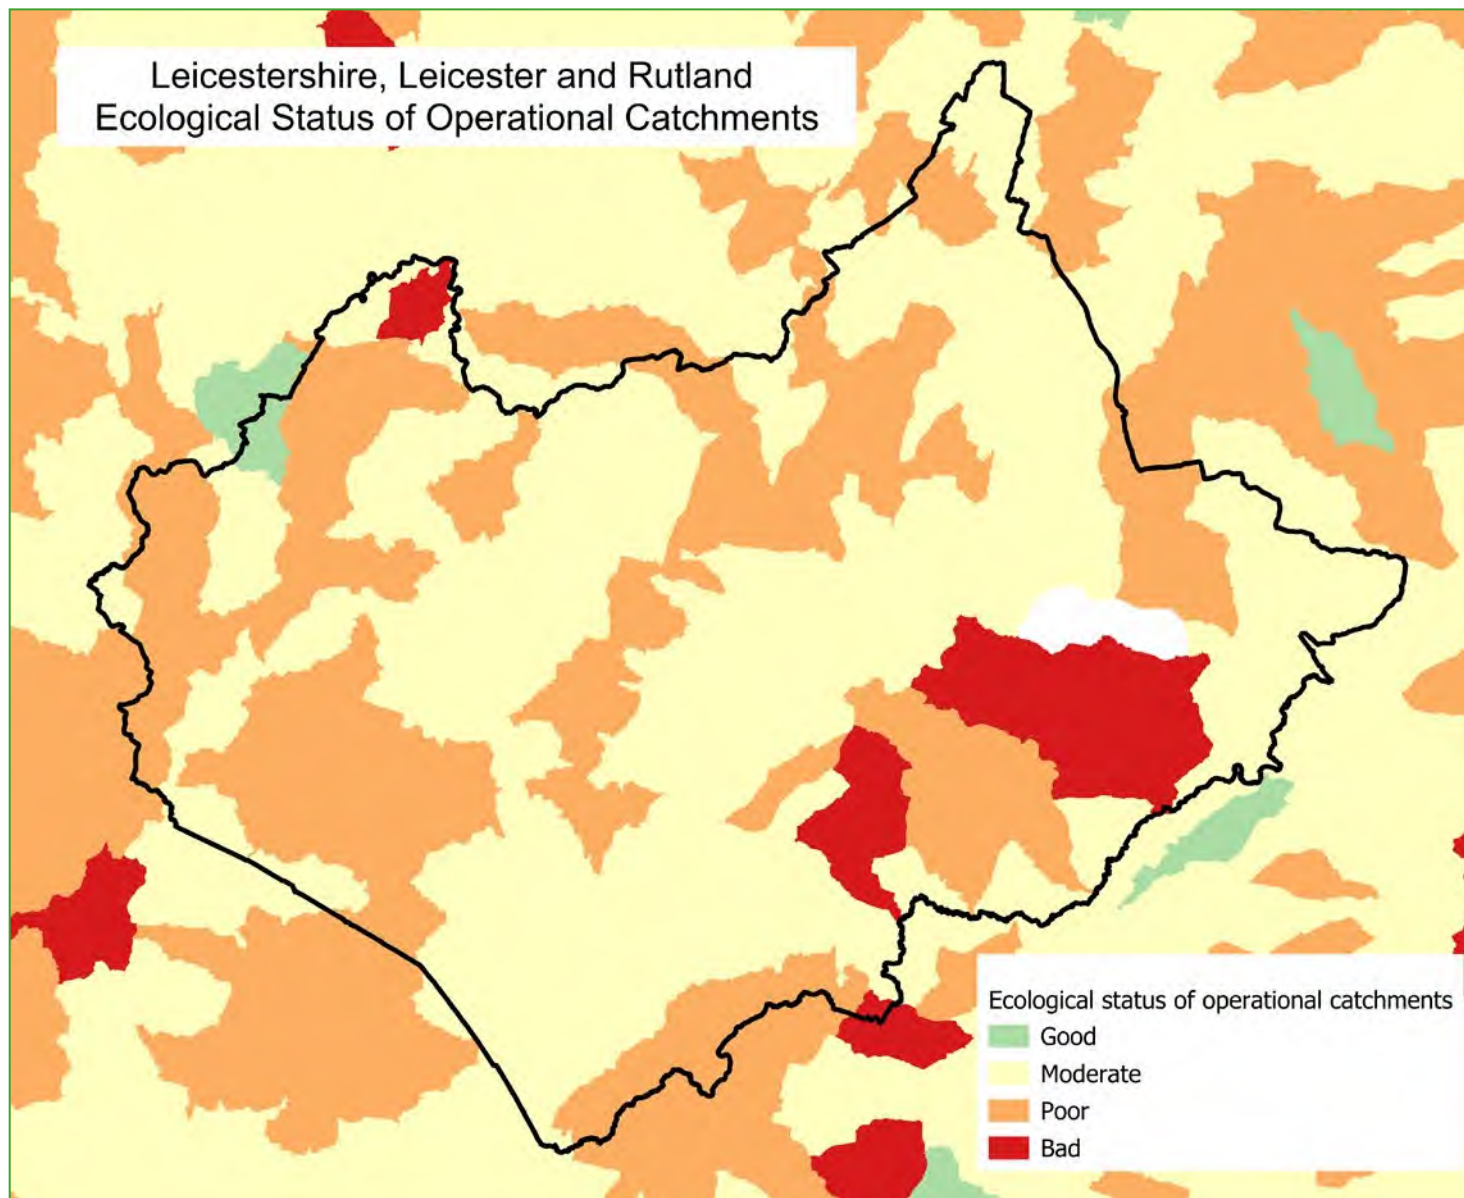 Leicestershire, Leicester and Rutland
Ecological Status of Operational Catchments
Ecological status of operational catchments
Good
Moderate
Poor
Bad